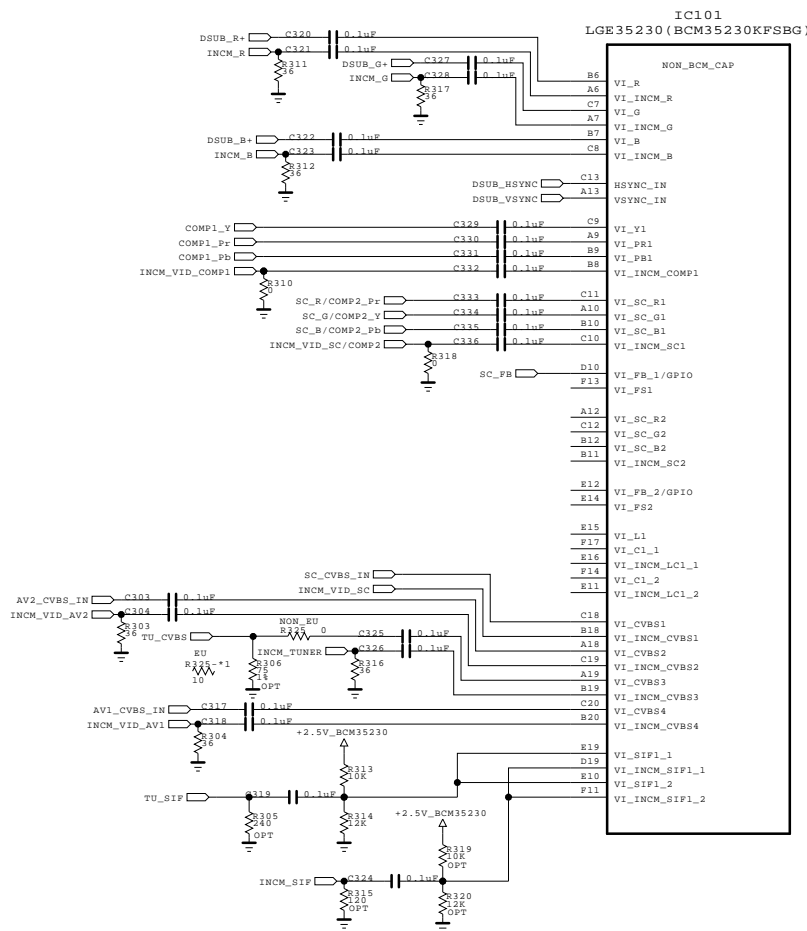 IC101
LGE35230(BCM35230KFSBG)
NON_BCM_CAP
DSUB_R+ C320 0.1uF
INCM_R C321 0.1uF
R311
36
DSUB_G+ C327 0.1uF
INCM_G C328 0.1uF
R317
36
B6 VI_R
A6 VI_INCM_R
C7 VI_G
A7 VI_INCM_G
DSUB_B+ C322 0.1uF B7 VI_B
INCM_B C323 0.1uF C8 VI_INCM_B
R312
36
DSUB_HSYNC C13 HSYNC_IN
DSUB_VSYNC A13 VSYNC_IN
COMP1_Y C329 0.1uF C9 VI_Y1
COMP1_Pr C330 0.1uF A9 VI_PR1
COMP1_Pb C331 0.1uF B9 VI_PB1
INCM_VID_COMP1 C332 0.1uF B8 VI_INCM_COMP1
R310
0
SC_R/COMP2_Pr C333 0.1uF C11 VI_SC_R1
SC_G/COMP2_Y C334 0.1uF A10 VI_SC_G1
SC_B/COMP2_Pb C335 0.1uF B10 VI_SC_B1
INCM_VID_SC/COMP2 C336 0.1uF C10 VI_INCM_SC1
R318
0
SC_FB D10 VI_FB_1/GPIO
F13 VI_FS1
A12 VI_SC_R2
C12 VI_SC_G2
B12 VI_SC_B2
B11 VI_INCM_SC2
E12 VI_FB_2/GPIO
E14 VI_FS2
E15 VI_L1
F17 VI_C1_1
E16 VI_INCM_LC1_1
F14 VI_C1_2
E11 VI_INCM_LC1_2
SC_CVBS_IN
INCM_VID_SC
AV2_CVBS_IN C303 0.1uF
INCM_VID_AV2 C304 0.1uF
R303
36
C18 VI_CVBS1
B18 VI_INCM_CVBS1
A18 VI_CVBS2
C19 VI_INCM_CVBS2
A19 VI_CVBS3
B19 VI_INCM_CVBS3
C20 VI_CVBS4
B20 VI_INCM_CVBS4
NON_EU
TU_CVBS R325 0 C325 0.1uF
INCM_TUNER C326 0.1uF
EU
R325-*1
10
R306
75
1%
OPT
R316
36
AV1_CVBS_IN C317 0.1uF
INCM_VID_AV1 C318 0.1uF
R304
36
+2.5V_BCM35230
R313
10K
E19 VI_SIF1_1
D19 VI_INCM_SIF1_1
E10 VI_SIF1_2
F11 VI_INCM_SIF1_2
TU_SIF C319 0.1uF
R305
240
OPT
R314
12K
+2.5V_BCM35230
R319
10K
OPT
INCM_SIF C324 0.1uF
R315
120
OPT
R320
12K
OPT